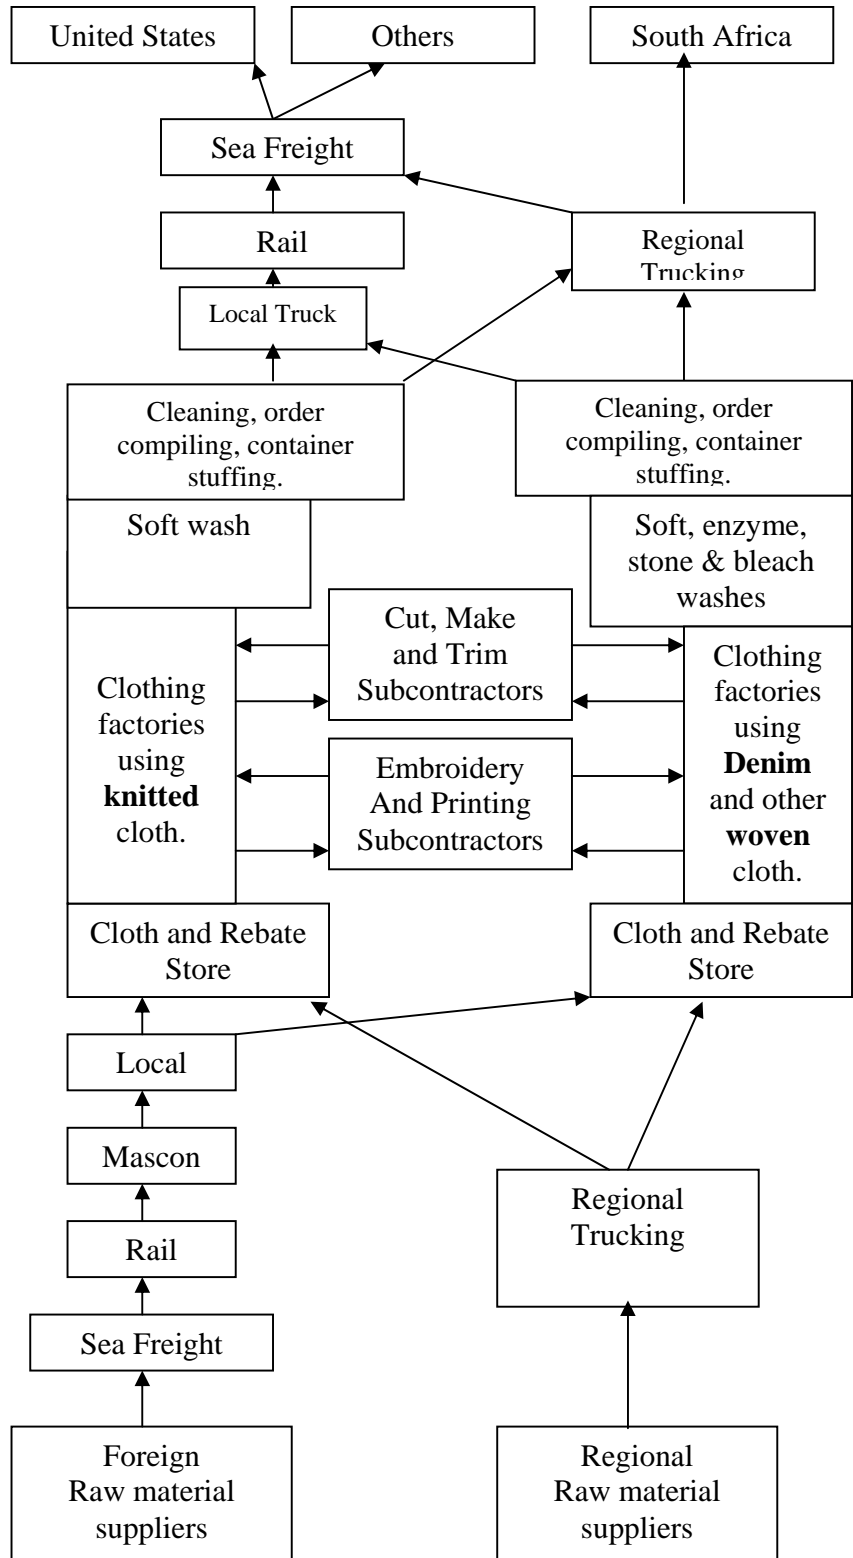 United States
Others
South Africa
Sea Freight
Rail
Regional
Trucking
Local Truck
Cleaning, order
compiling, container
stuffing.
Cleaning, order
compiling, container
stuffing.
Soft wash
Soft, enzyme,
stone & bleach
washes
Cut, Make
and Trim
Subcontractors
Clothing
factories
using
knitted
cloth.
Clothing
factories
using
Denim
and other
woven
cloth.
Embroidery
And Printing
Subcontractors
Cloth and Rebate
Store
Cloth and Rebate
Store
Local
Mascon
Rail
Regional
Trucking
Sea Freight
Foreign
Raw material
suppliers
Regional
Raw material
suppliers